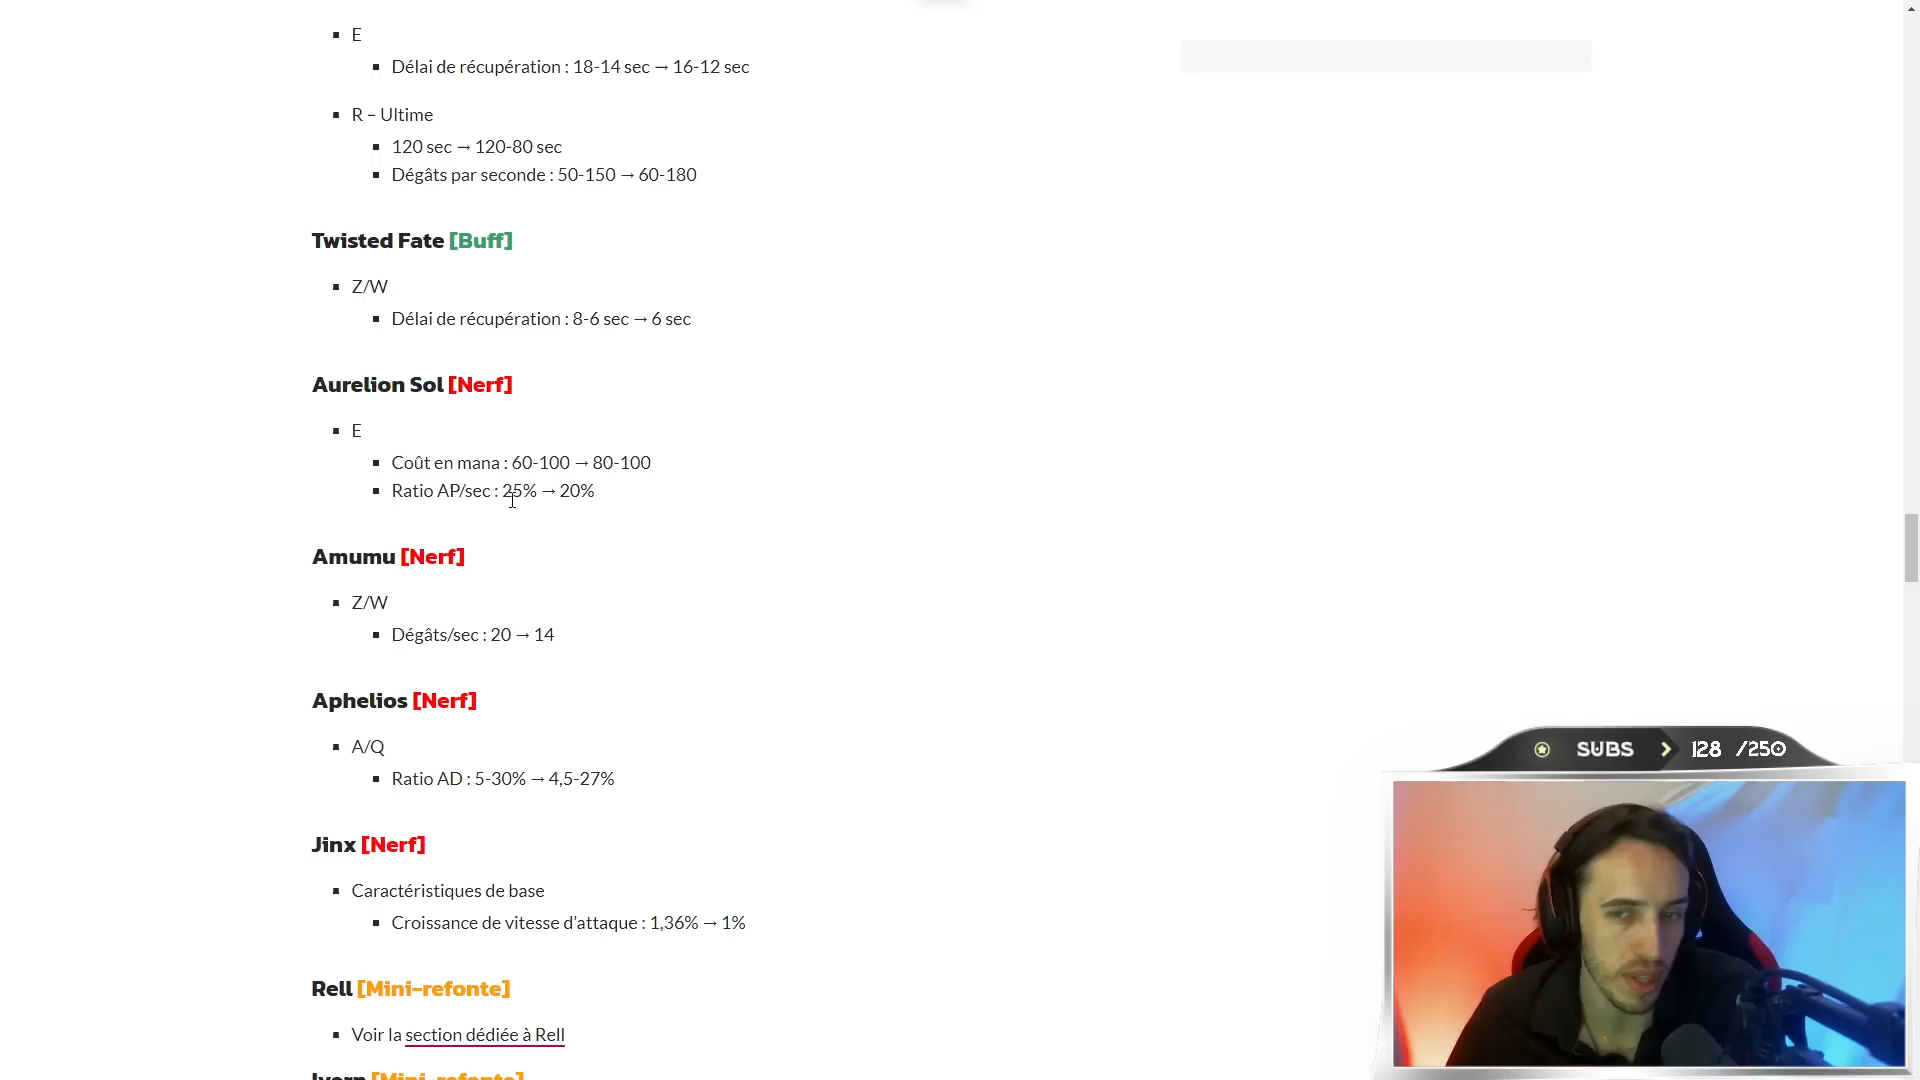 E
Délai de récupération : 18-14 sec → 16-12 sec
R – Ultime
120 sec → 120-80 sec
Dégâts par seconde : 50-150 → 60-180
Twisted Fate [Buff]
Z/W
Délai de récupération : 8-6 sec → 6 sec
Aurelion Sol [Nerf]
E
Coût en mana : 60-100 → 80-100
Ratio AP/sec : 25% → 20%
Amumu [Nerf]
Z/W
Dégâts/sec : 20 → 14
Aphelios [Nerf]
A/Q
Ratio AD : 5-30% → 4,5-27%
Jinx [Nerf]
Caractéristiques de base
Croissance de vitesse d’attaque : 1,36% → 1%
Rell [Mini-refonte]
Voir la section dédiée à Rell
Ivern [Mini-refonte]
SUBS 128 /250